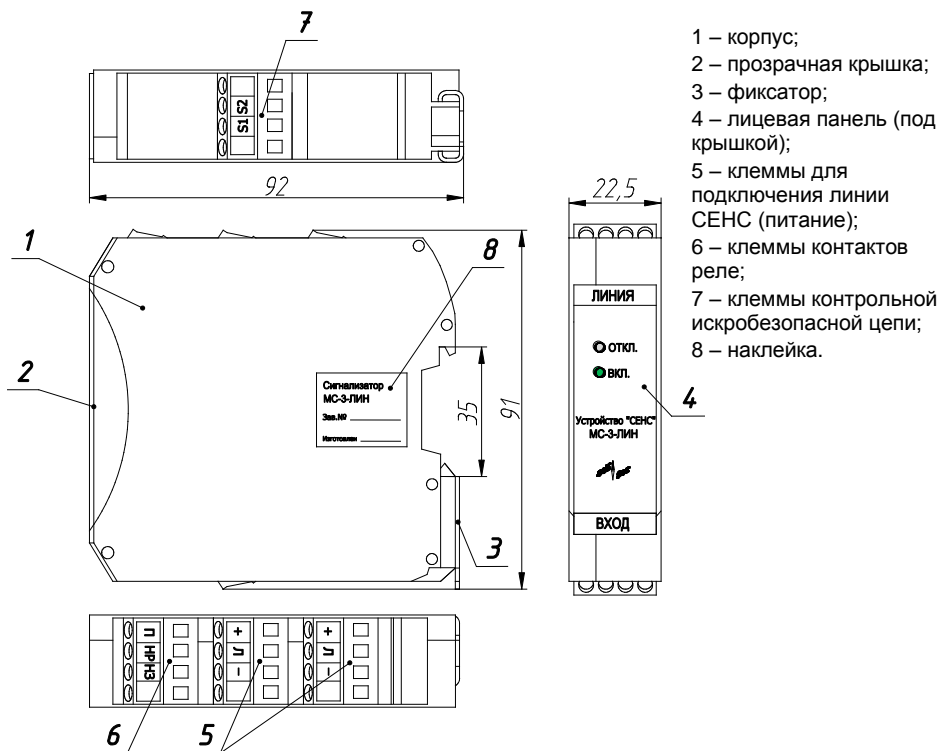 7
S1 S2
92
1 – корпус;
2 – прозрачная крышка;
3 – фиксатор;
4 – лицевая панель (под
крышкой);
5 – клеммы для
подключения линии
СЕНС (питание);
6 – клеммы контактов
реле;
7 – клеммы контрольной
искробезопасной цепи;
8 – наклейка.
22,5
1
8
2
Сигнализатор
МС-3-ЛИН
Зав.№ ________
Изготовлен ________
35
91
3
ЛИНИЯ
ОТКЛ.
ВКЛ.
4
Устройство "СЕНС"
МС-3-ЛИН
ВХОД
П НР НЗ
+ Л –
+ Л –
6
5